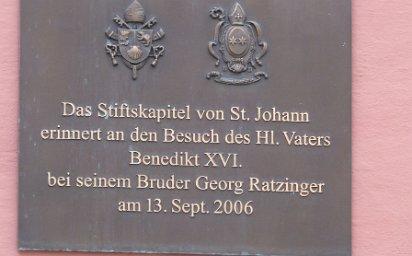 Das Stiftskapitel von St. Johann
erinnert an den Besuch des Hl. Vaters
Benedikt XVI.
bei seinem Bruder Georg Ratzinger
am 13. Sept. 2006